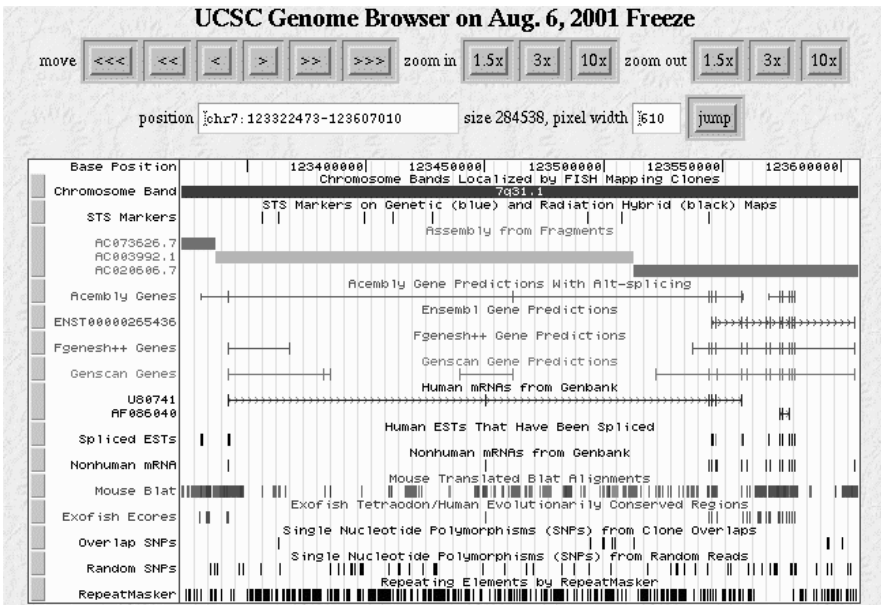 UCSC Genome Browser on Aug. 6, 2001 Freeze
move <<< << < > >> >>> zoom in 1.5x 3x 10x zoom out 1.5x 3x 10x
position chr7:123322473-123607010 size 284538, pixel width 610 jump
Base Position 123400000| 123450000| 123500000| 123550000| 123600000|
Chromosome Bands Localized by FISH Mapping Clones
Chromosome Band 7q31.1
STS Markers on Genetic (blue) and Radiation Hybrid (black) Maps
STS Markers
Assembly from Fragments
AC073626.7
AC003992.1
AC020606.7
Acembly Gene Predictions With Alt-splicing
Acembly Genes
Ensembl Gene Predictions
ENST00000265436
Fgenesh++ Gene Predictions
Fgenesh++ Genes
Genscan Gene Predictions
Genscan Genes
Human mRNAs from Genbank
U80741
AF086040
Human ESTs That Have Been Spliced
Spliced ESTs
Nonhuman mRNAs from Genbank
Nonhuman mRNA
Mouse Translated Blat Alignments
Mouse Blat
Exofish Tetraodon/Human Evolutionarily Conserved Regions
Exofish Ecores
Single Nucleotide Polymorphisms (SNPs) from Clone Overlaps
Overlap SNPs
Single Nucleotide Polymorphisms (SNPs) from Random Reads
Random SNPs
Repeating Elements by RepeatMasker
RepeatMasker